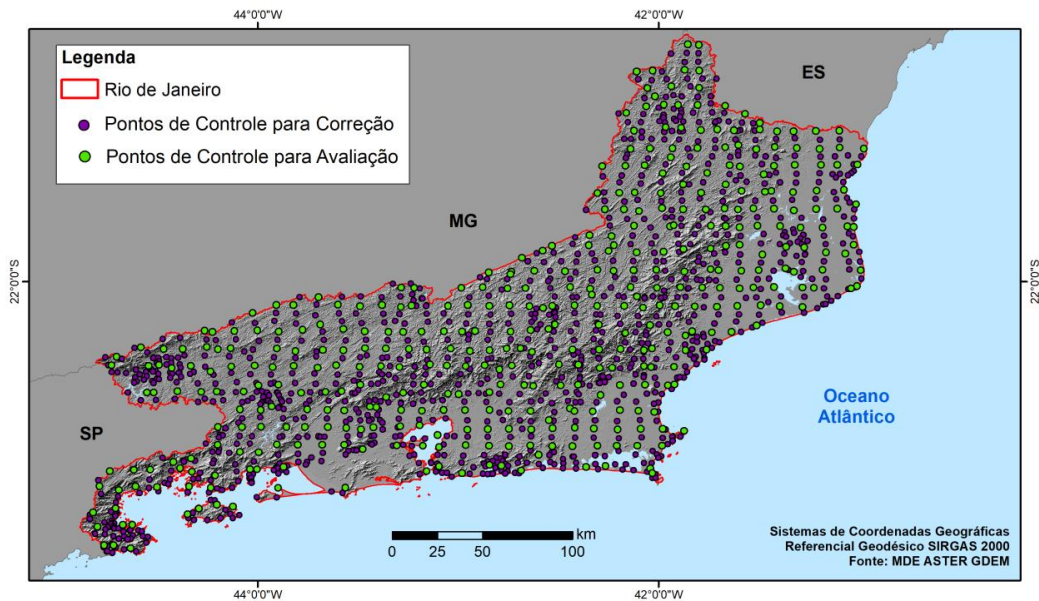 44°0'0"W
42°0'0"W
Legenda
Rio de Janeiro
Pontos de Controle para Correção
Pontos de Controle para Avaliação
ES
MG
22°0'0"S
22°0'0"S
Oceano
Atlântico
SP
km
0 25 50 100
Sistemas de Coordenadas Geográficas
Referencial Geodésico SIRGAS 2000
Fonte: MDE ASTER GDEM
44°0'0"W
42°0'0"W